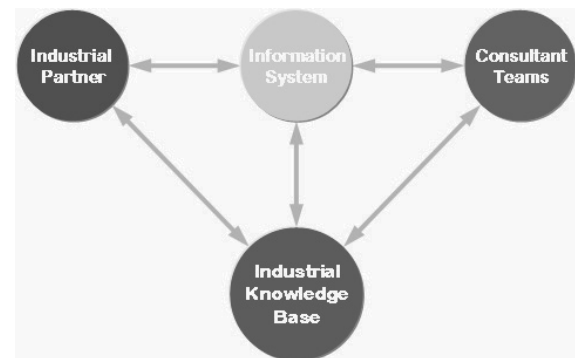 Industrial
Partner
Information
System
Consultant
Teams
Industrial
Knowledge
Base